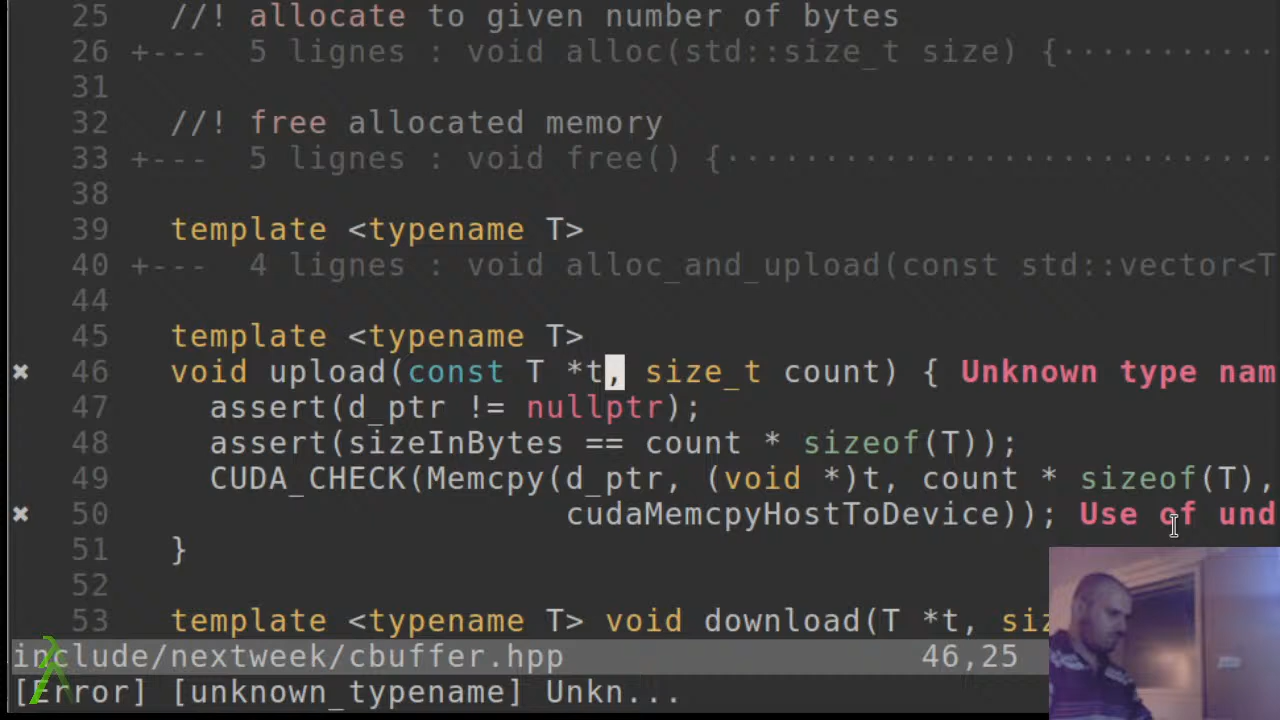 25 //! allocate to given number of bytes
26 +--- 5 lignes : void alloc(std::size_t size) {····························
31
32 //! free allocated memory
33 +--- 5 lignes : void free() {····························
38
39 template <typename T>
40 +--- 4 lignes : void alloc_and_upload(const std::vector<T
44
45 template <typename T>
✖ 46 void upload(const T *t, size_t count) { Unknown type nam
47 assert(d_ptr != nullptr);
48 assert(sizeInBytes == count * sizeof(T));
49 CUDA_CHECK(Memcpy(d_ptr, (void *)t, count * sizeof(T),
✖ 50 cudaMemcpyHostToDevice)); Use of und
51 }
52
53 template <typename T> void download(T *t, siz
include/nextweek/cbuffer.hpp 46,25
[Error] [unknown_typename] Unkn...